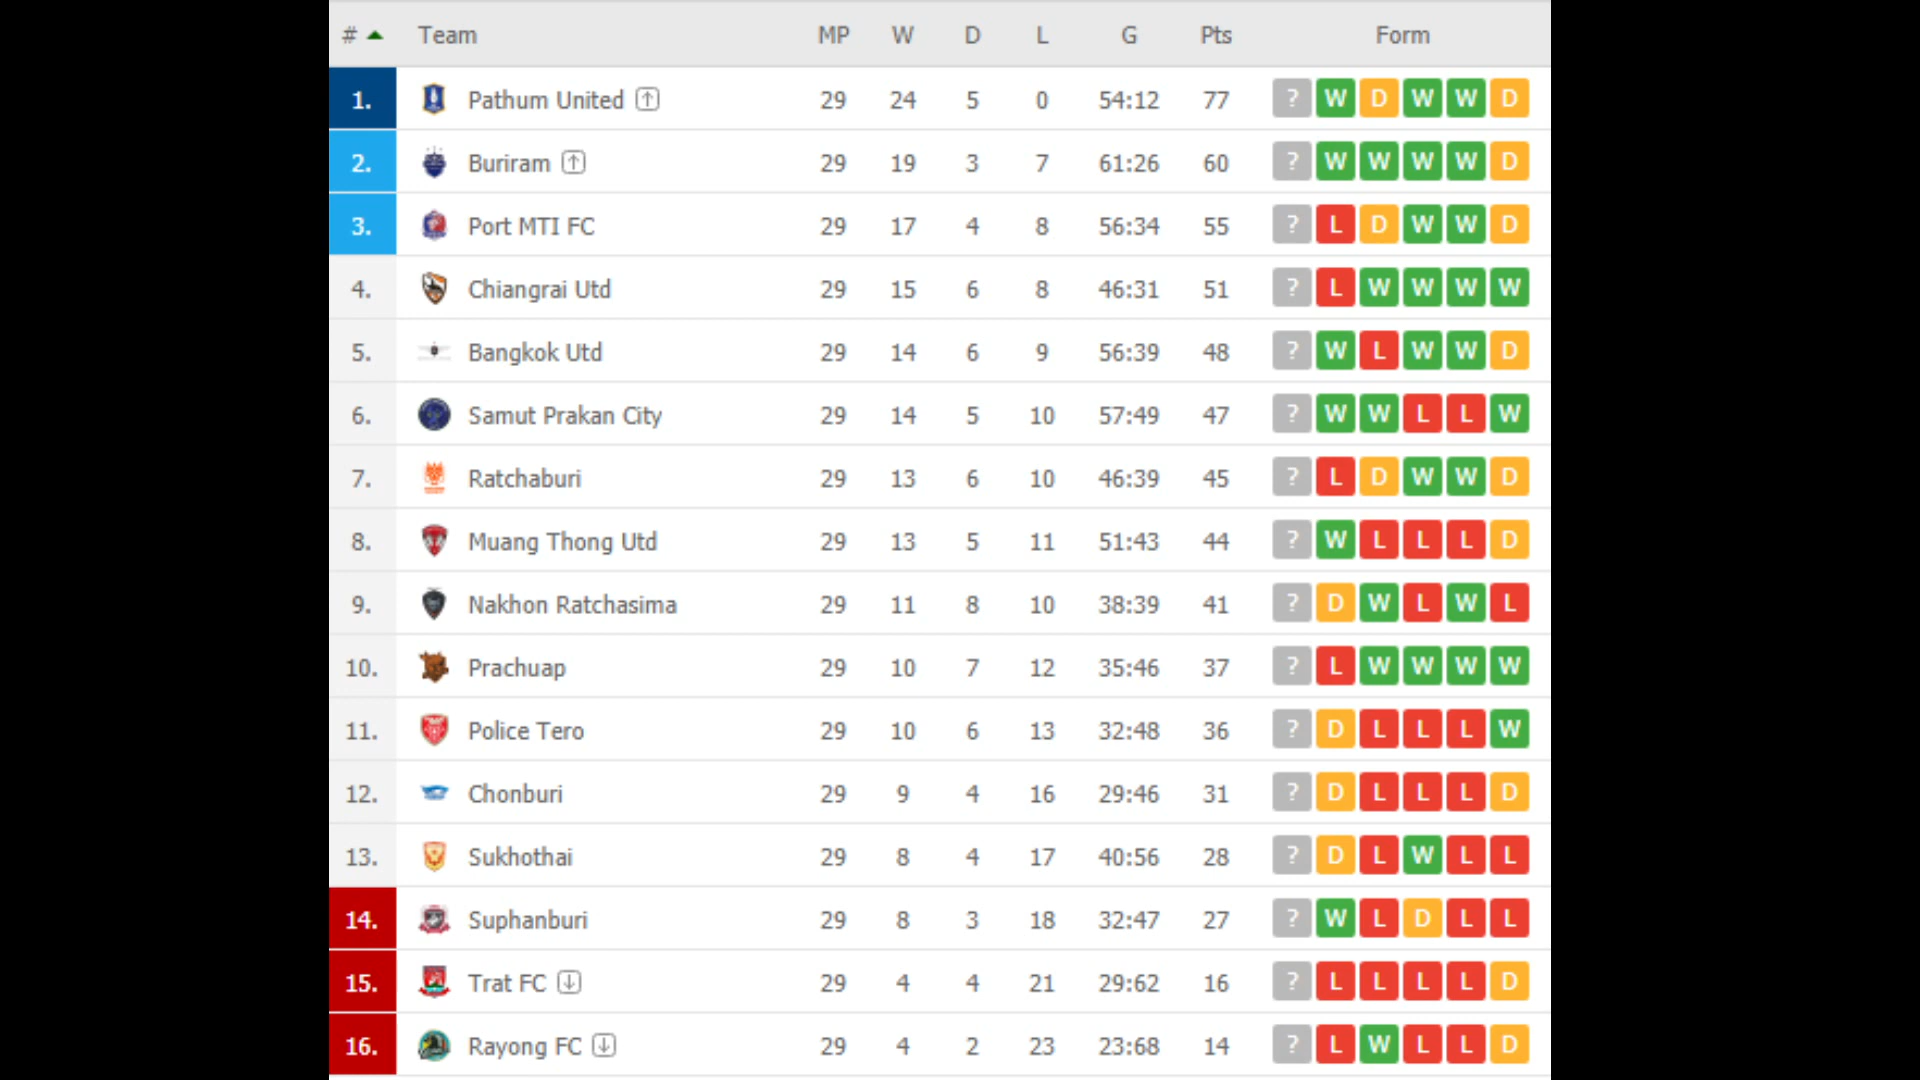 # Team MP W D L G Pts Form
1. Pathum United 29 24 5 0 54:12 77 ? W D W W D
2. Buriram 29 19 3 7 61:26 60 ? W W W W D
3. Port MTI FC 29 17 4 8 56:34 55 ? L D W W D
4. Chiangrai Utd 29 15 6 8 46:31 51 ? L W W W W
5. Bangkok Utd 29 14 6 9 56:39 48 ? W L W W D
6. Samut Prakan City 29 14 5 10 57:49 47 ? W W L L W
7. Ratchaburi 29 13 6 10 46:39 45 ? L D W W D
8. Muang Thong Utd 29 13 5 11 51:43 44 ? W L L L D
9. Nakhon Ratchasima 29 11 8 10 38:39 41 ? D W L W L
10. Prachuap 29 10 7 12 35:46 37 ? L W W W W
11. Police Tero 29 10 6 13 32:48 36 ? D L L L W
12. Chonburi 29 9 4 16 29:46 31 ? D L L L D
13. Sukhothai 29 8 4 17 40:56 28 ? D L W L L
14. Suphanburi 29 8 3 18 32:47 27 ? W L D L L
15. Trat FC 29 4 4 21 29:62 16 ? L L L L D
16. Rayong FC 29 4 2 23 23:68 14 ? L W L L D